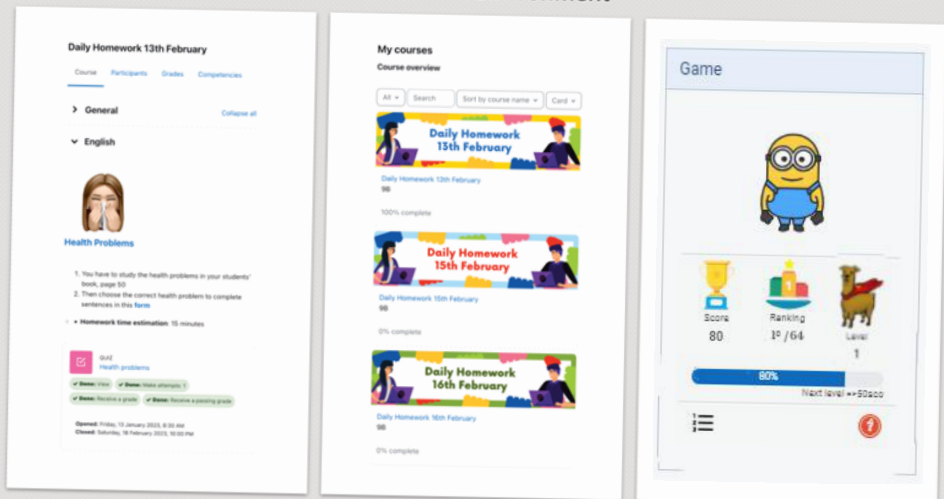 Daily Homework 13th February
Course Participants Grades Competencies
General Collapse all
English
Health Problems
1. You have to study the health problems in your students'
book, page 50
2. Then choose the correct health problem to complete
sentences in this form
• Homework time estimation: 15 minutes
QUIZ
Health problems
Done: View Done: Make attempts: 1
Done: Receive a grade Done: Receive a passing grade
Opened: Friday, 13 January 2023, 8:30 AM
Closed: Saturday, 18 February 2023, 10:00 PM
My courses
Course overview
All Search Sort by course name Card
Daily Homework
13th February
Daily Homework 13th February
9B
100% complete
Daily Homework
15th February
Daily Homework 15th February
9B
0% complete
Daily Homework
16th February
Daily Homework 16th February
9B
0% complete
Game
Score Ranking Level
80 1º /64 1
80%
Next level =>
?